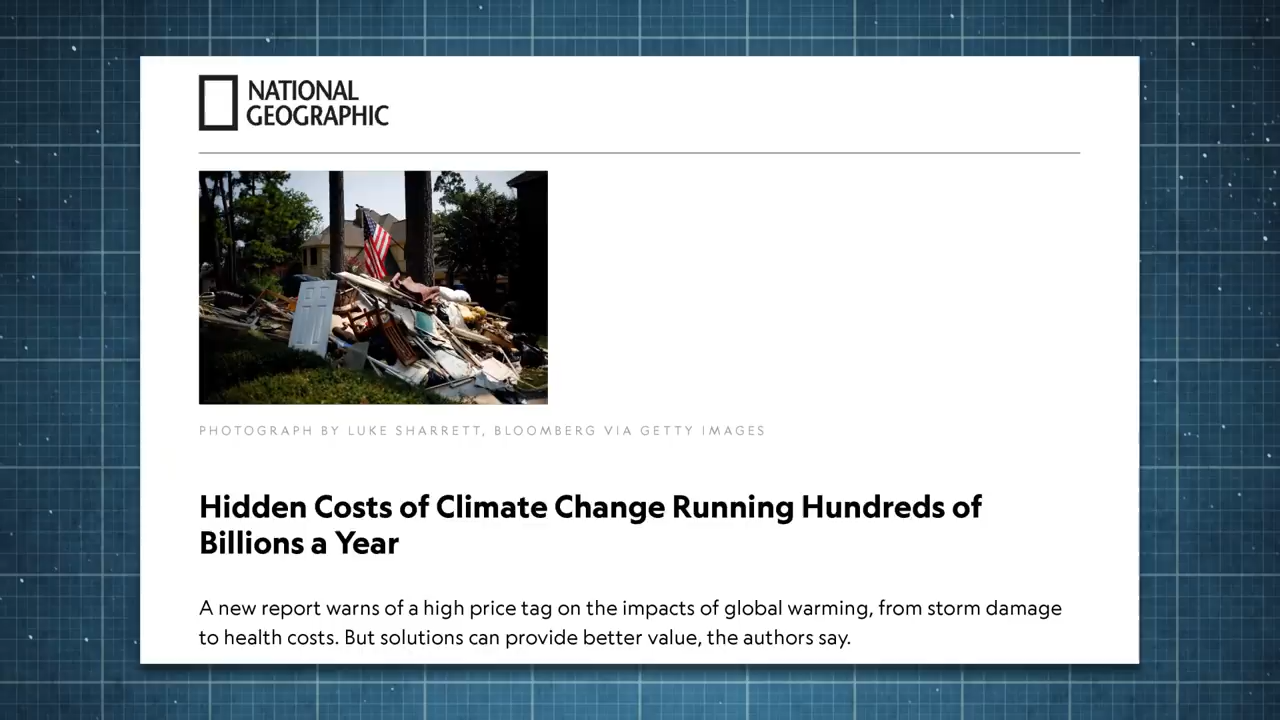 NATIONAL
GEOGRAPHIC
PHOTOGRAPH BY LUKE SHARRETT, BLOOMBERG VIA GETTY IMAGES
Hidden Costs of Climate Change Running Hundreds of
Billions a Year
A new report warns of a high price tag on the impacts of global warming, from storm damage
to health costs. But solutions can provide better value, the authors say.